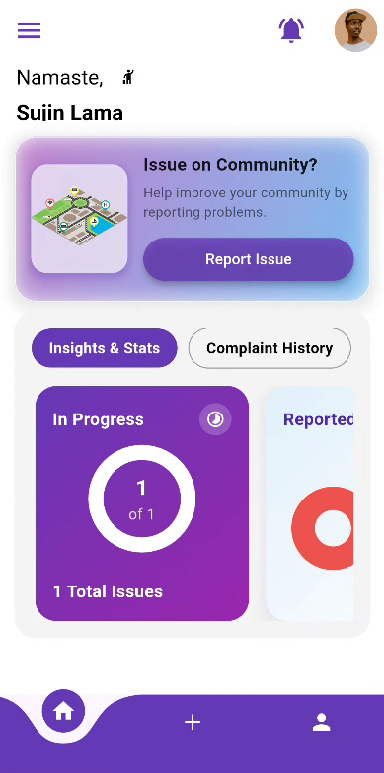 Namaste,
Sujin Lama
Issue on Community?
Help improve your community by
reporting problems.
Report Issue
Insights & Stats
Complaint History
In Progress
1
of 1
1 Total Issues
Reported